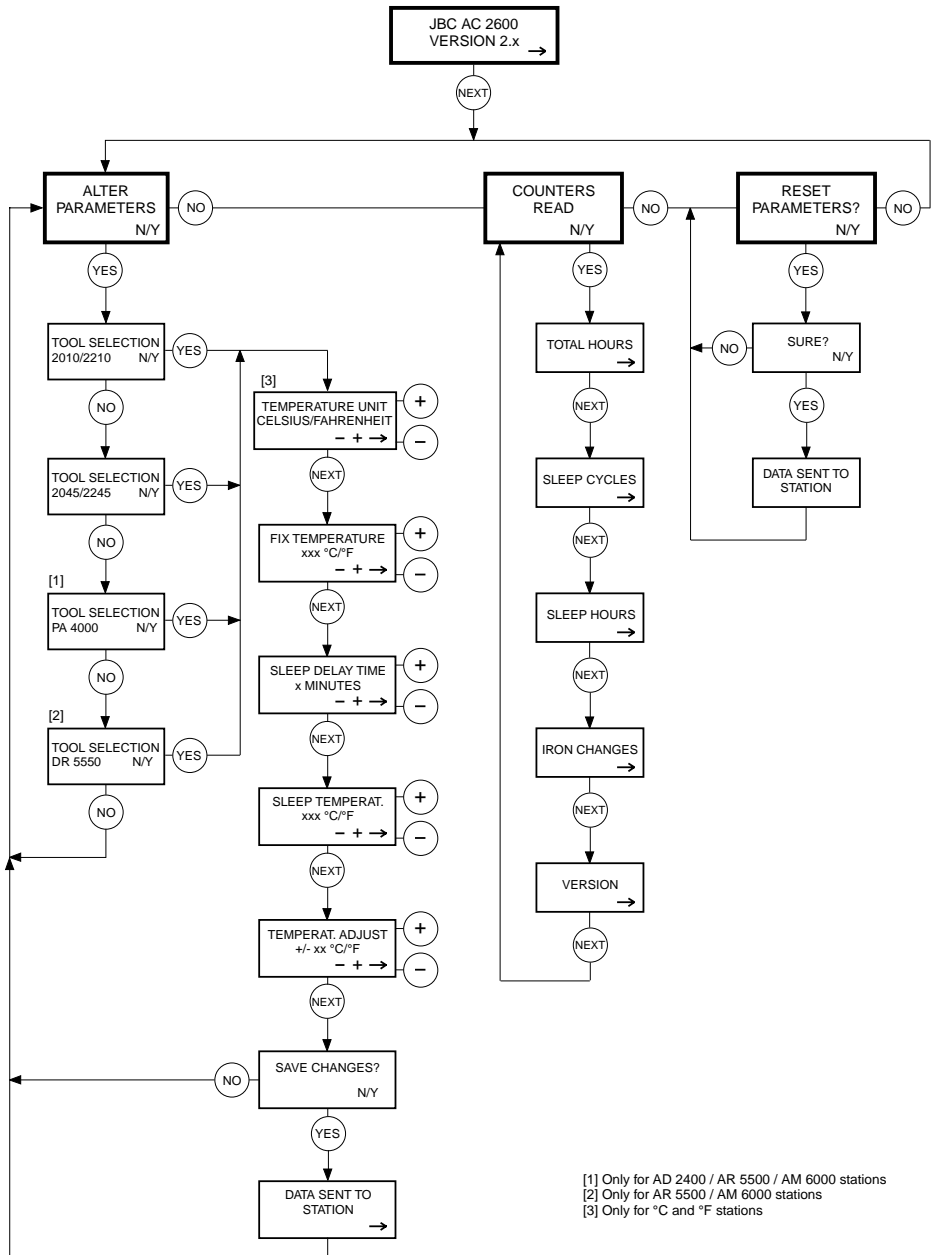 JBC AC 2600
VERSION 2.x
→
NEXT
ALTER
PARAMETERS
N/Y
NO
YES
TOOL SELECTION
2010/2210 N/Y
YES
NO
TOOL SELECTION
2045/2245 N/Y
YES
NO
[1]
TOOL SELECTION
PA 4000 N/Y
YES
NO
[2]
TOOL SELECTION
DR 5550 N/Y
YES
NO
[3]
TEMPERATURE UNIT
CELSIUS/FAHRENHEIT
− + →
+
−
NEXT
FIX TEMPERATURE
xxx °C/°F
− + →
+
−
NEXT
SLEEP DELAY TIME
x MINUTES
− + →
+
−
NEXT
SLEEP TEMPERAT.
xxx °C/°F
− + →
+
−
NEXT
TEMPERAT. ADJUST
+/- xx °C/°F
− + →
+
−
NEXT
SAVE CHANGES?
N/Y
NO
YES
DATA SENT TO
STATION
→
COUNTERS
READ
N/Y
NO
YES
TOTAL HOURS
→
NEXT
SLEEP CYCLES
→
NEXT
SLEEP HOURS
→
NEXT
IRON CHANGES
→
NEXT
VERSION
→
NEXT
RESET
PARAMETERS?
N/Y
NO
YES
SURE?
N/Y
NO
YES
DATA SENT TO
STATION
[1] Only for AD 2400 / AR 5500 / AM 6000 stations
[2] Only for AR 5500 / AM 6000 stations
[3] Only for °C and °F stations